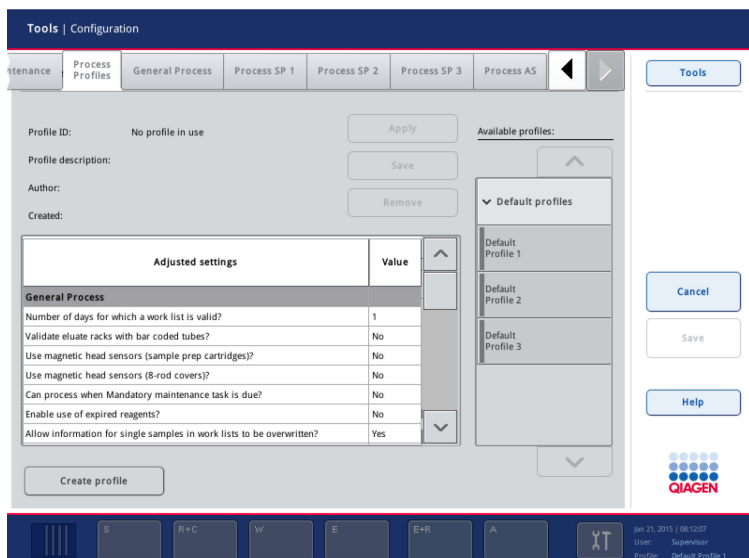 Tools | Configuration
ntenance
Process
Profiles
General Process
Process SP 1
Process SP 2
Process SP 3
Process AS
Tools
Profile ID:
No profile in use
Apply
Available profiles:
Profile description:
Save
Author:
Remove
Default profiles
Created:
Adjusted settings
Value
Default
Profile 1
General Process
Default
Profile 2
Cancel
Number of days for which a work list is valid?
1
Validate eluate racks with bar coded tubes?
No
Default
Profile 3
Save
Use magnetic head sensors (sample prep cartridges)?
No
Use magnetic head sensors (8-rod covers)?
No
Can process when Mandatory maintenance task is due?
No
Help
Enable use of expired reagents?
No
Allow information for single samples in work lists to be overwritten?
Yes
Create profile
QIAGEN
S
R+C
W
E
E+R
A
Jan 21, 2015 | 08:12:07
User: Supervisor
Profile: Default Profile 1